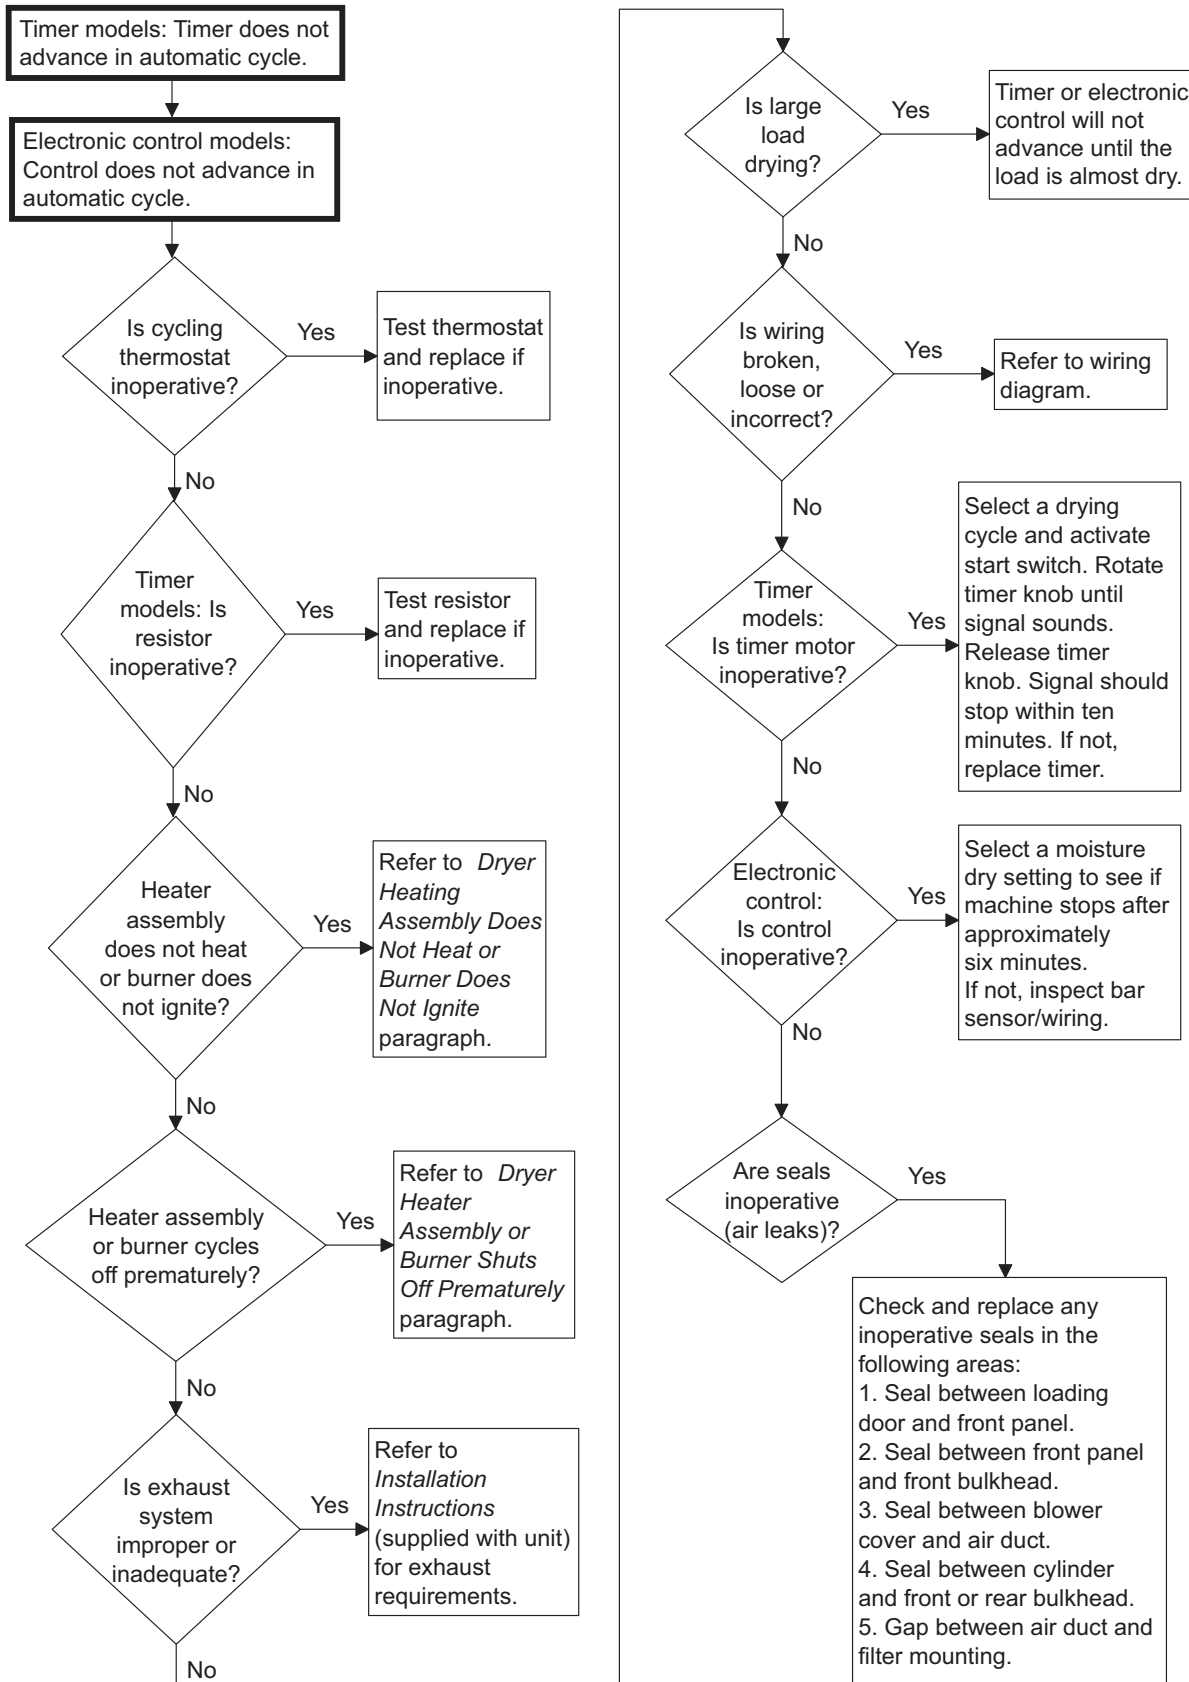 Timer models: Timer does not
advance in automatic cycle.
Electronic control models:
Control does not advance in
automatic cycle.
Is cycling
thermostat
inoperative?
Yes
Test thermostat
and replace if
inoperative.
No
Timer
models: Is
resistor
inoperative?
Yes
Test resistor
and replace if
inoperative.
No
Heater
assembly
does not heat
or burner does
not ignite?
Yes
Refer to Dryer
Heating
Assembly Does
Not Heat or
Burner Does
Not Ignite
paragraph.
No
Heater assembly
or burner cycles
off prematurely?
Yes
Refer to Dryer
Heater
Assembly or
Burner Shuts
Off Prematurely
paragraph.
No
Is exhaust
system
improper or
inadequate?
Yes
Refer to
Installation
Instructions
(supplied with unit)
for exhaust
requirements.
No
Is large
load
drying?
Yes
Timer or electronic
control will not
advance until the
load is almost dry.
No
Is wiring
broken,
loose or
incorrect?
Yes
Refer to wiring
diagram.
No
Timer
models:
Is timer motor
inoperative?
Yes
Select a drying
cycle and activate
start switch. Rotate
timer knob until
signal sounds.
Release timer
knob. Signal should
stop within ten
minutes. If not,
replace timer.
No
Electronic
control:
Is control
inoperative?
Yes
Select a moisture
dry setting to see if
machine stops after
approximately
six minutes.
If not, inspect bar
sensor/wiring.
No
Are seals
inoperative
(air leaks)?
Yes
Check and replace any
inoperative seals in the
following areas:
1. Seal between loading
door and front panel.
2. Seal between front panel
and front bulkhead.
3. Seal between blower
cover and air duct.
4. Seal between cylinder
and front or rear bulkhead.
5. Gap between air duct and
filter mounting.